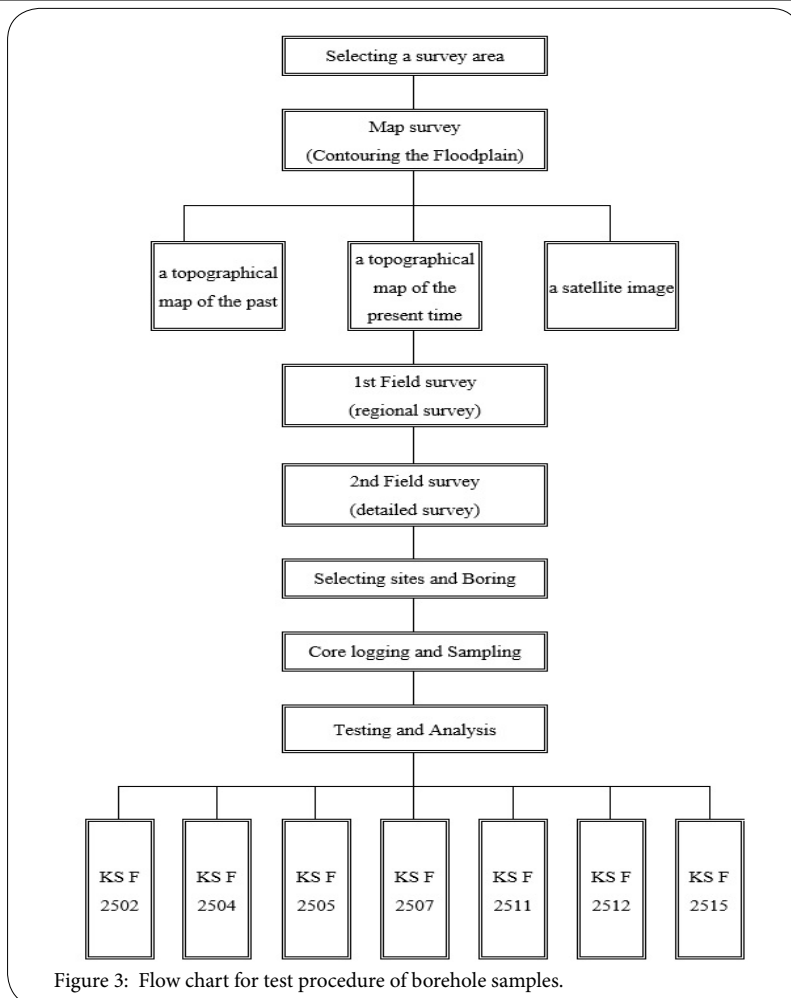 Selecting a survey area
Map survey
(Contouring the Floodplain)
a topographical
map of the past
a topographical
map of the
present time
a satellite image
1st Field survey
(regional survey)
2nd Field survey
(detailed survey)
Selecting sites and Boring
Core logging and Sampling
Testing and Analysis
KS F
2502
KS F
2504
KS F
2505
KS F
2507
KS F
2511
KS F
2512
KS F
2515
Figure 3: Flow chart for test procedure of borehole samples.